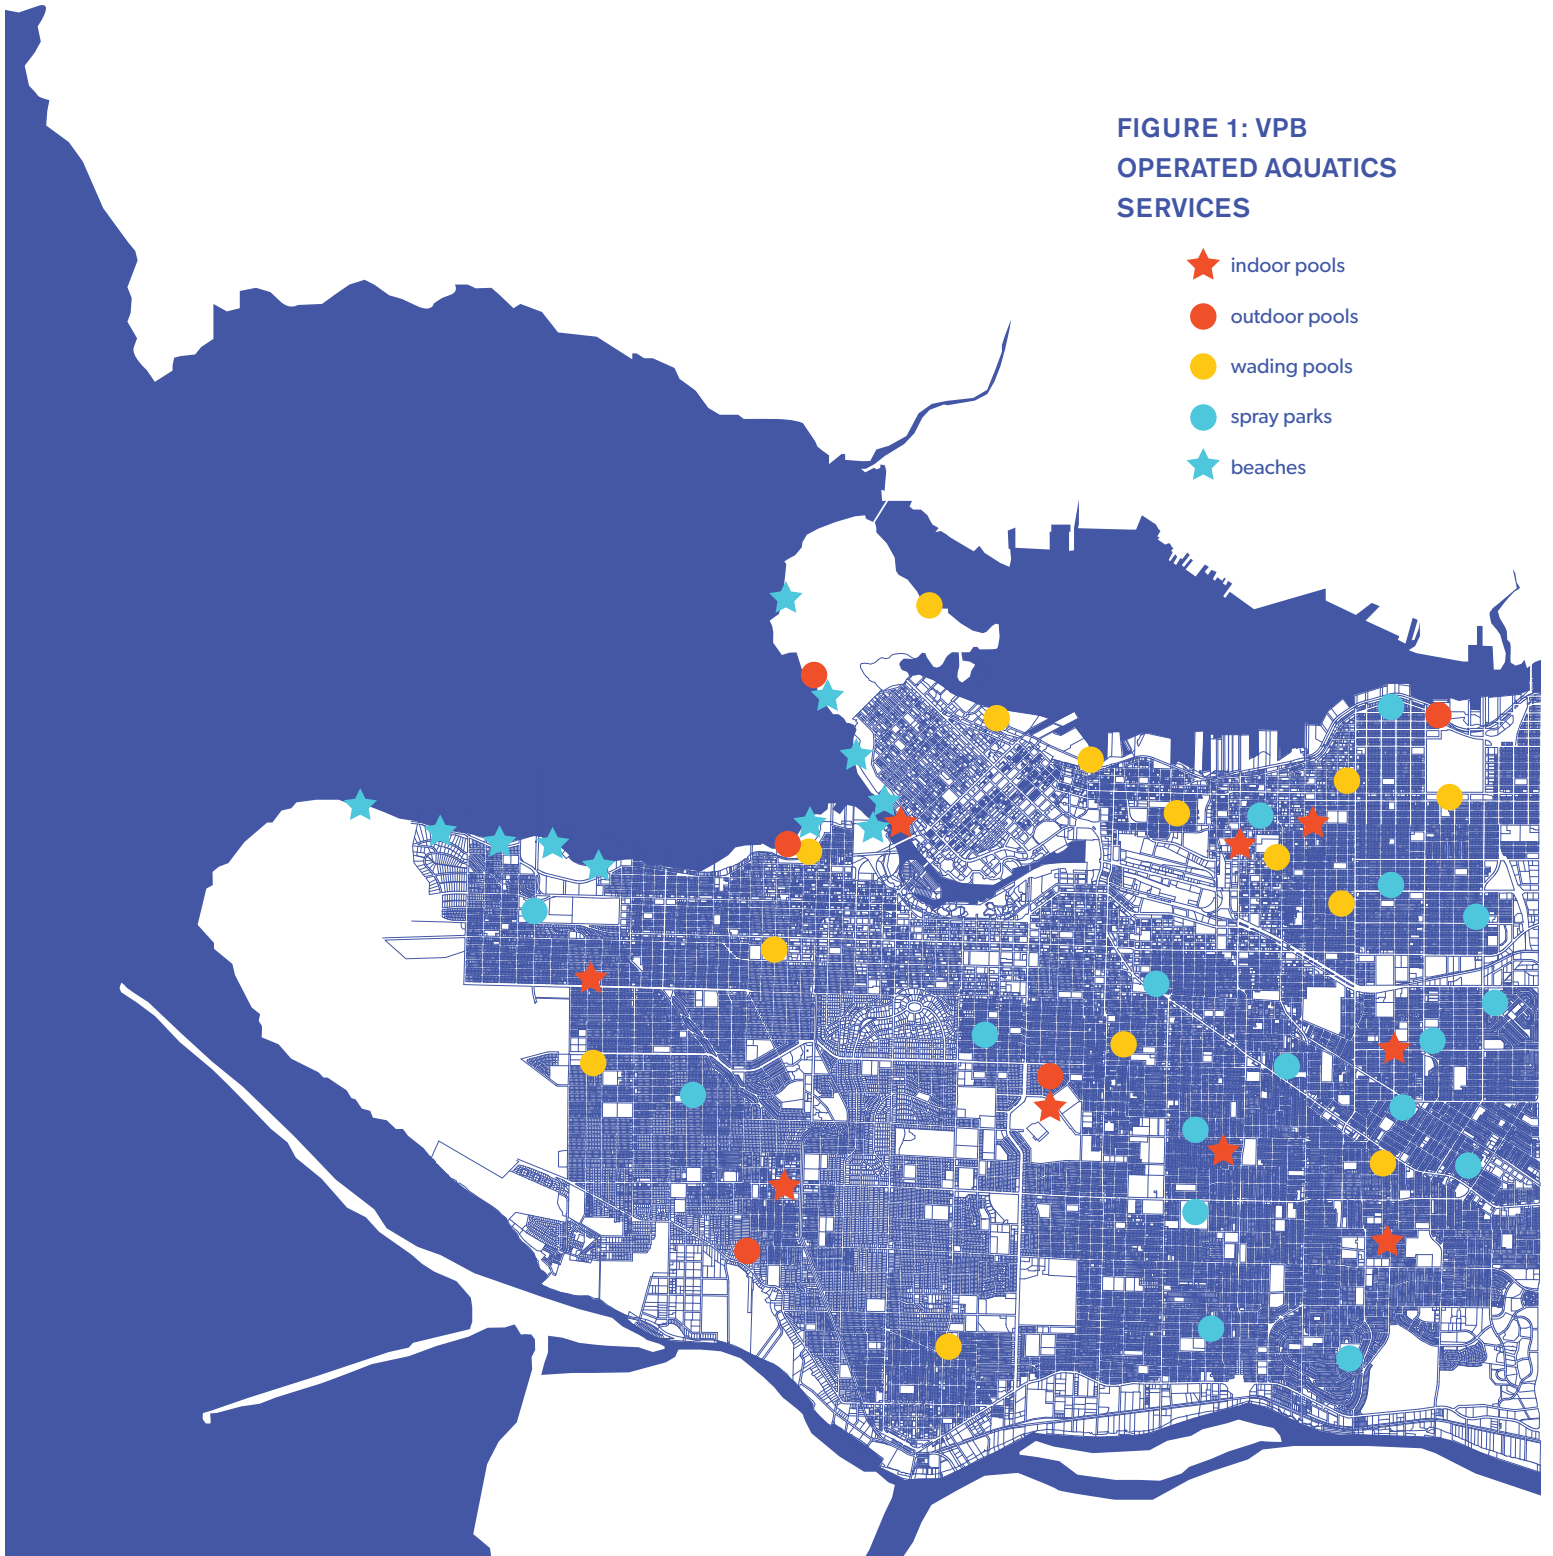 FIGURE 1: VPB
OPERATED AQUATICS
SERVICES
indoor pools
outdoor pools
wading pools
spray parks
beaches